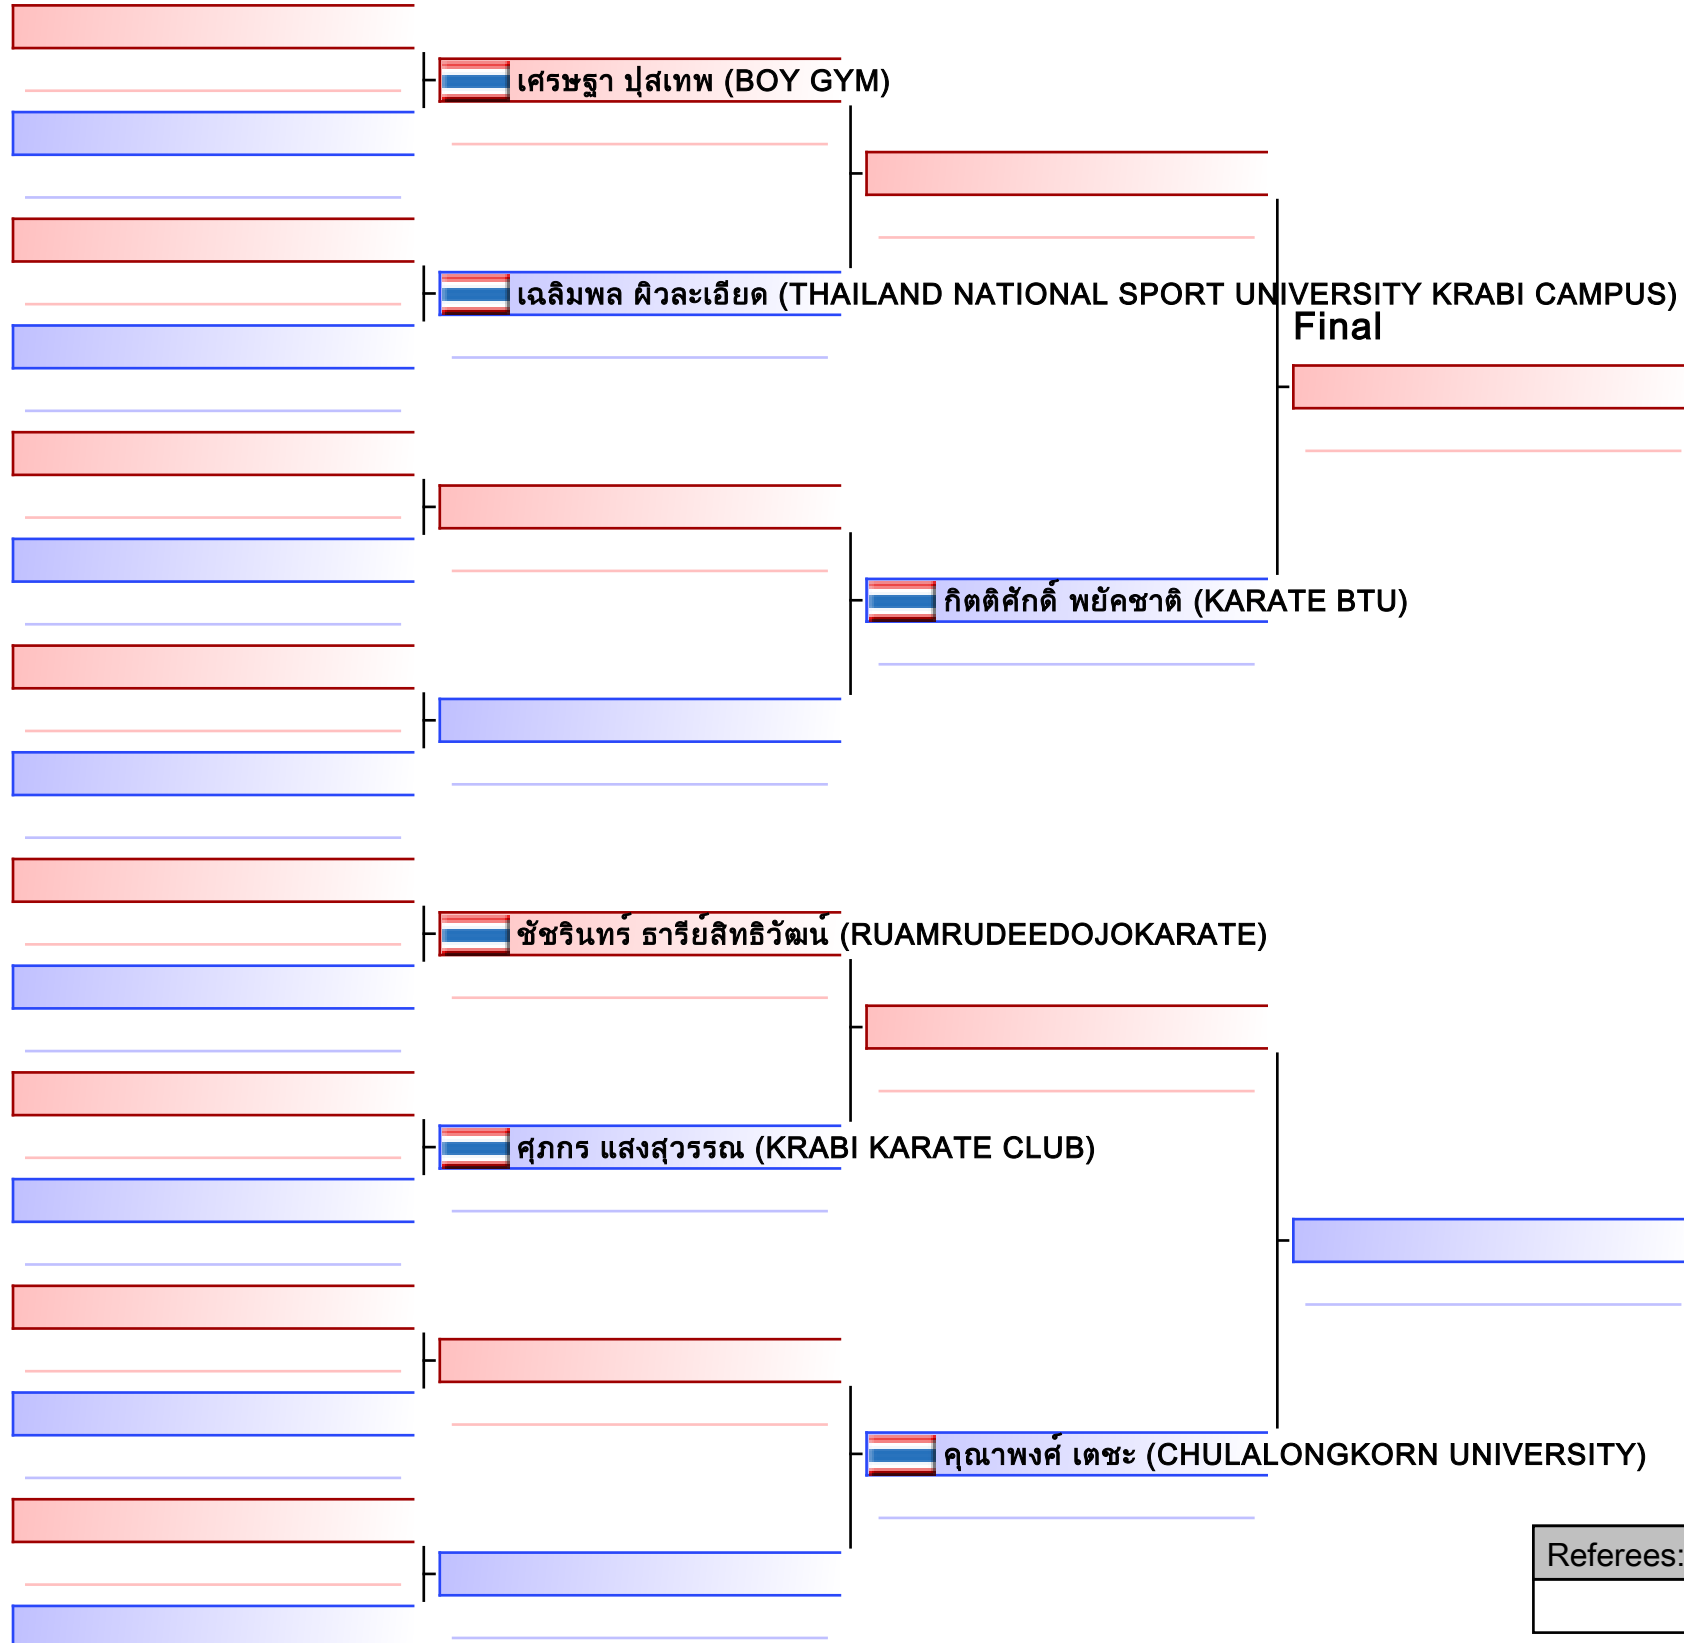 เศรษฐา ปุสเทพ (BOY GYM)
เฉลิมพล ผิวละเอียด (THAILAND NATIONAL SPORT UNIVERSITY KRABI CAMPUS)
Final
กิตติศักดิ์ พยัคชาติ (KARATE BTU)
ชัชรินทร์ ธารีย์สิทธิวัฒน์ (RUAMRUDEEDOJOKARATE)
ศุภกร แสงสุวรรณ (KRABI KARATE CLUB)
คุณาพงศ์ เตชะ (CHULALONGKORN UNIVERSITY)
Referees: